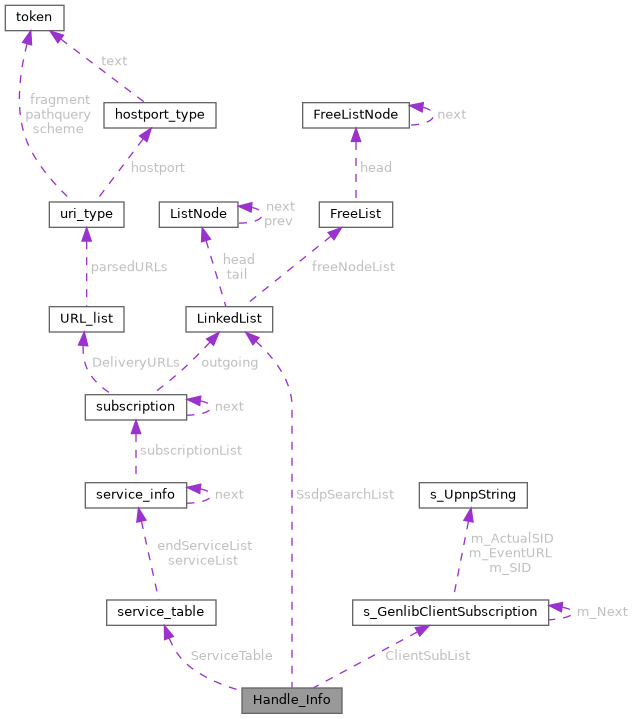 token
text
fragment
pathquery
scheme
hostport_type
FreeListNode
next
hostport
head
uri_type
ListNode
next
prev
FreeList
parsedURLs
head
tail
freeNodeList
URL_list
LinkedList
DeliveryURLs
outgoing
subscription
next
subscriptionList
service_info
next
SsdpSearchList
s_UpnpString
endServiceList
serviceList
m_ActualSID
m_EventURL
m_SID
service_table
s_GenlibClientSubscription
m_Next
ServiceTable
ClientSubList
Handle_Info